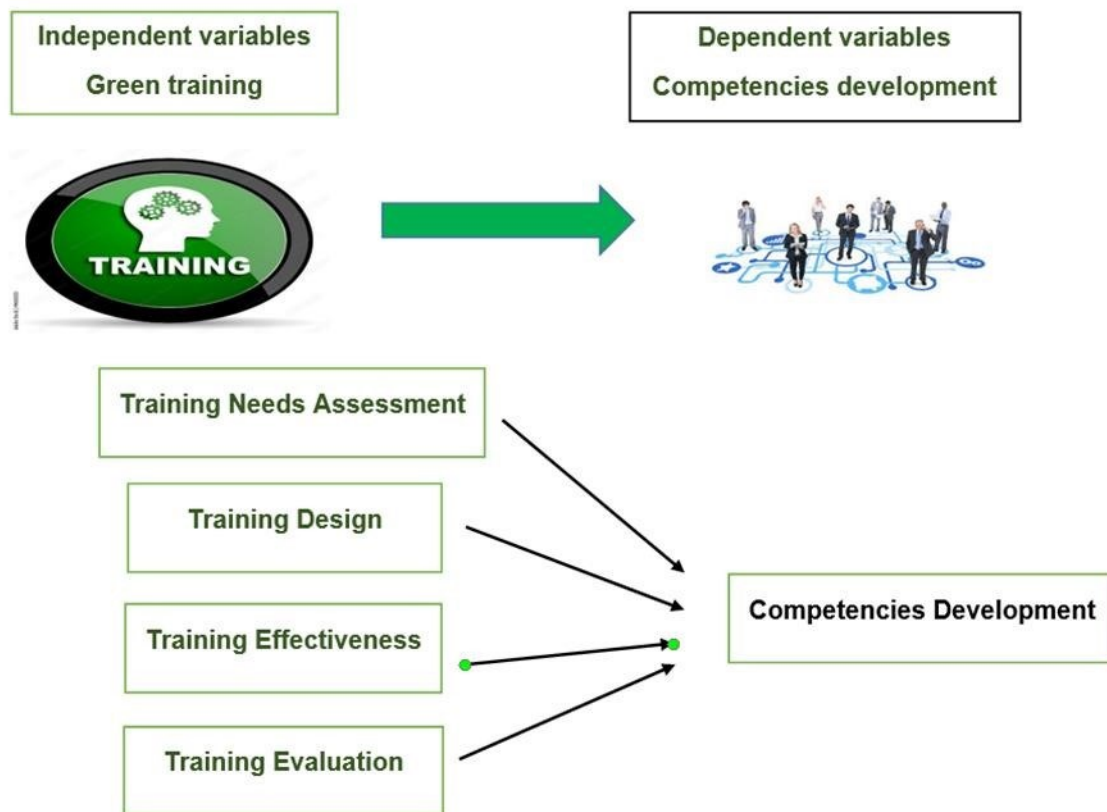 Independent variables
Green training
Dependent variables
Competencies development
TRAINING
Training Needs Assessment
Training Design
Training Effectiveness
Training Evaluation
Competencies Development